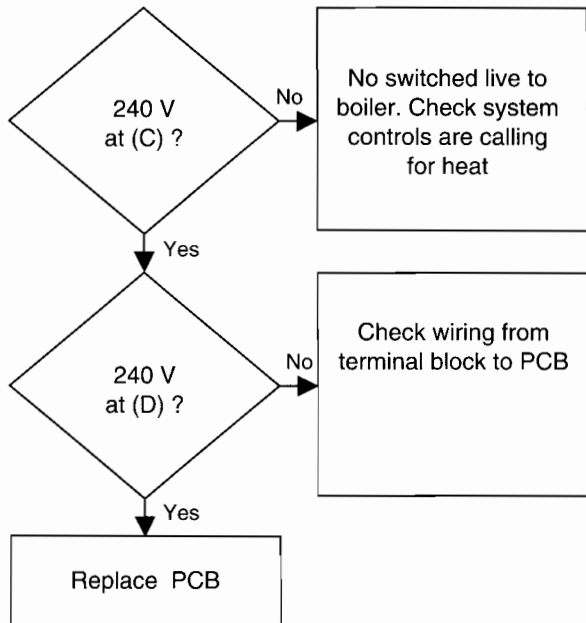 240 V
at (C) ?
No
No switched live to
boiler. Check system
controls are calling
for heat
Yes
240 V
at (D) ?
No
Check wiring from
terminal block to PCB
Yes
Replace PCB